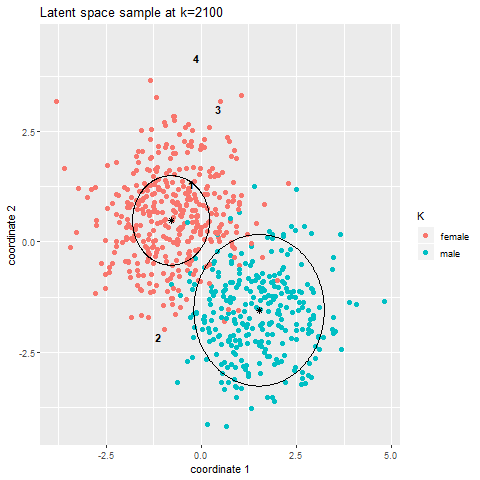 Latent space sample at k=2100
4
3
1
2
2.5
0.0
-2.5
-2.5
0.0
2.5
5.0
coordinate 1
coordinate 2
K
female
male